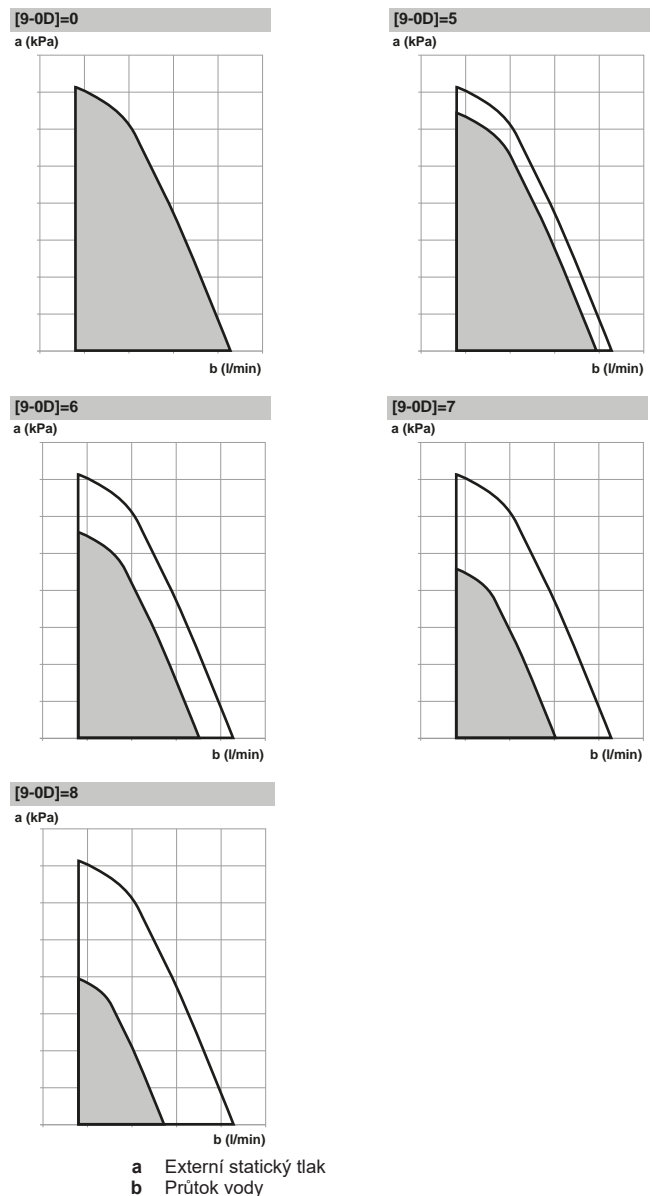 [9-0D]=0
a (kPa)
b (l/min)
[9-0D]=5
a (kPa)
b (l/min)
[9-0D]=6
a (kPa)
b (l/min)
[9-0D]=7
a (kPa)
b (l/min)
[9-0D]=8
a (kPa)
b (l/min)
a Externí statický tlak
b Průtok vody